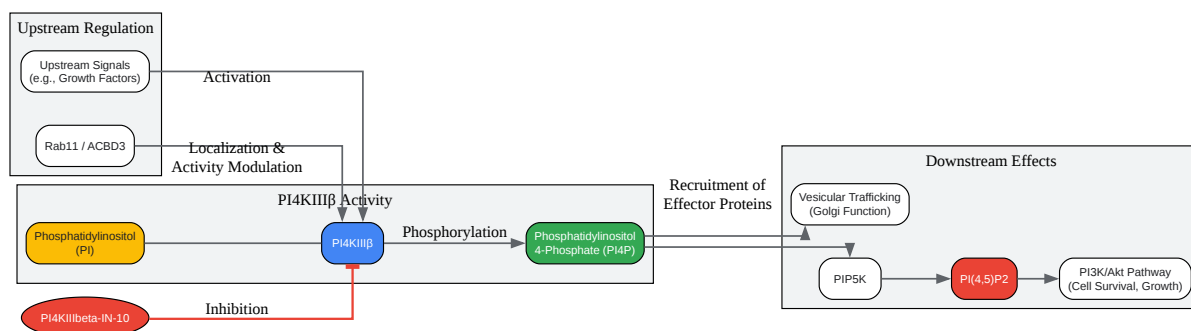 Upstream Regulation
Upstream Signals
(e.g., Growth Factors)
Activation
Rab11 / ACBD3
Localization &
Activity Modulation
PI4KIIIβ Activity
Phosphatidylinositol
(PI)
PI4KIIIβ
Phosphorylation
Phosphatidylinositol
4-Phosphate (PI4P)
PI4KIIIbeta-IN-10
Inhibition
Recruitment of
Effector Proteins
Downstream Effects
Vesicular Trafficking
(Golgi Function)
PIP5K
PI(4,5)P2
PI3K/Akt Pathway
(Cell Survival, Growth)